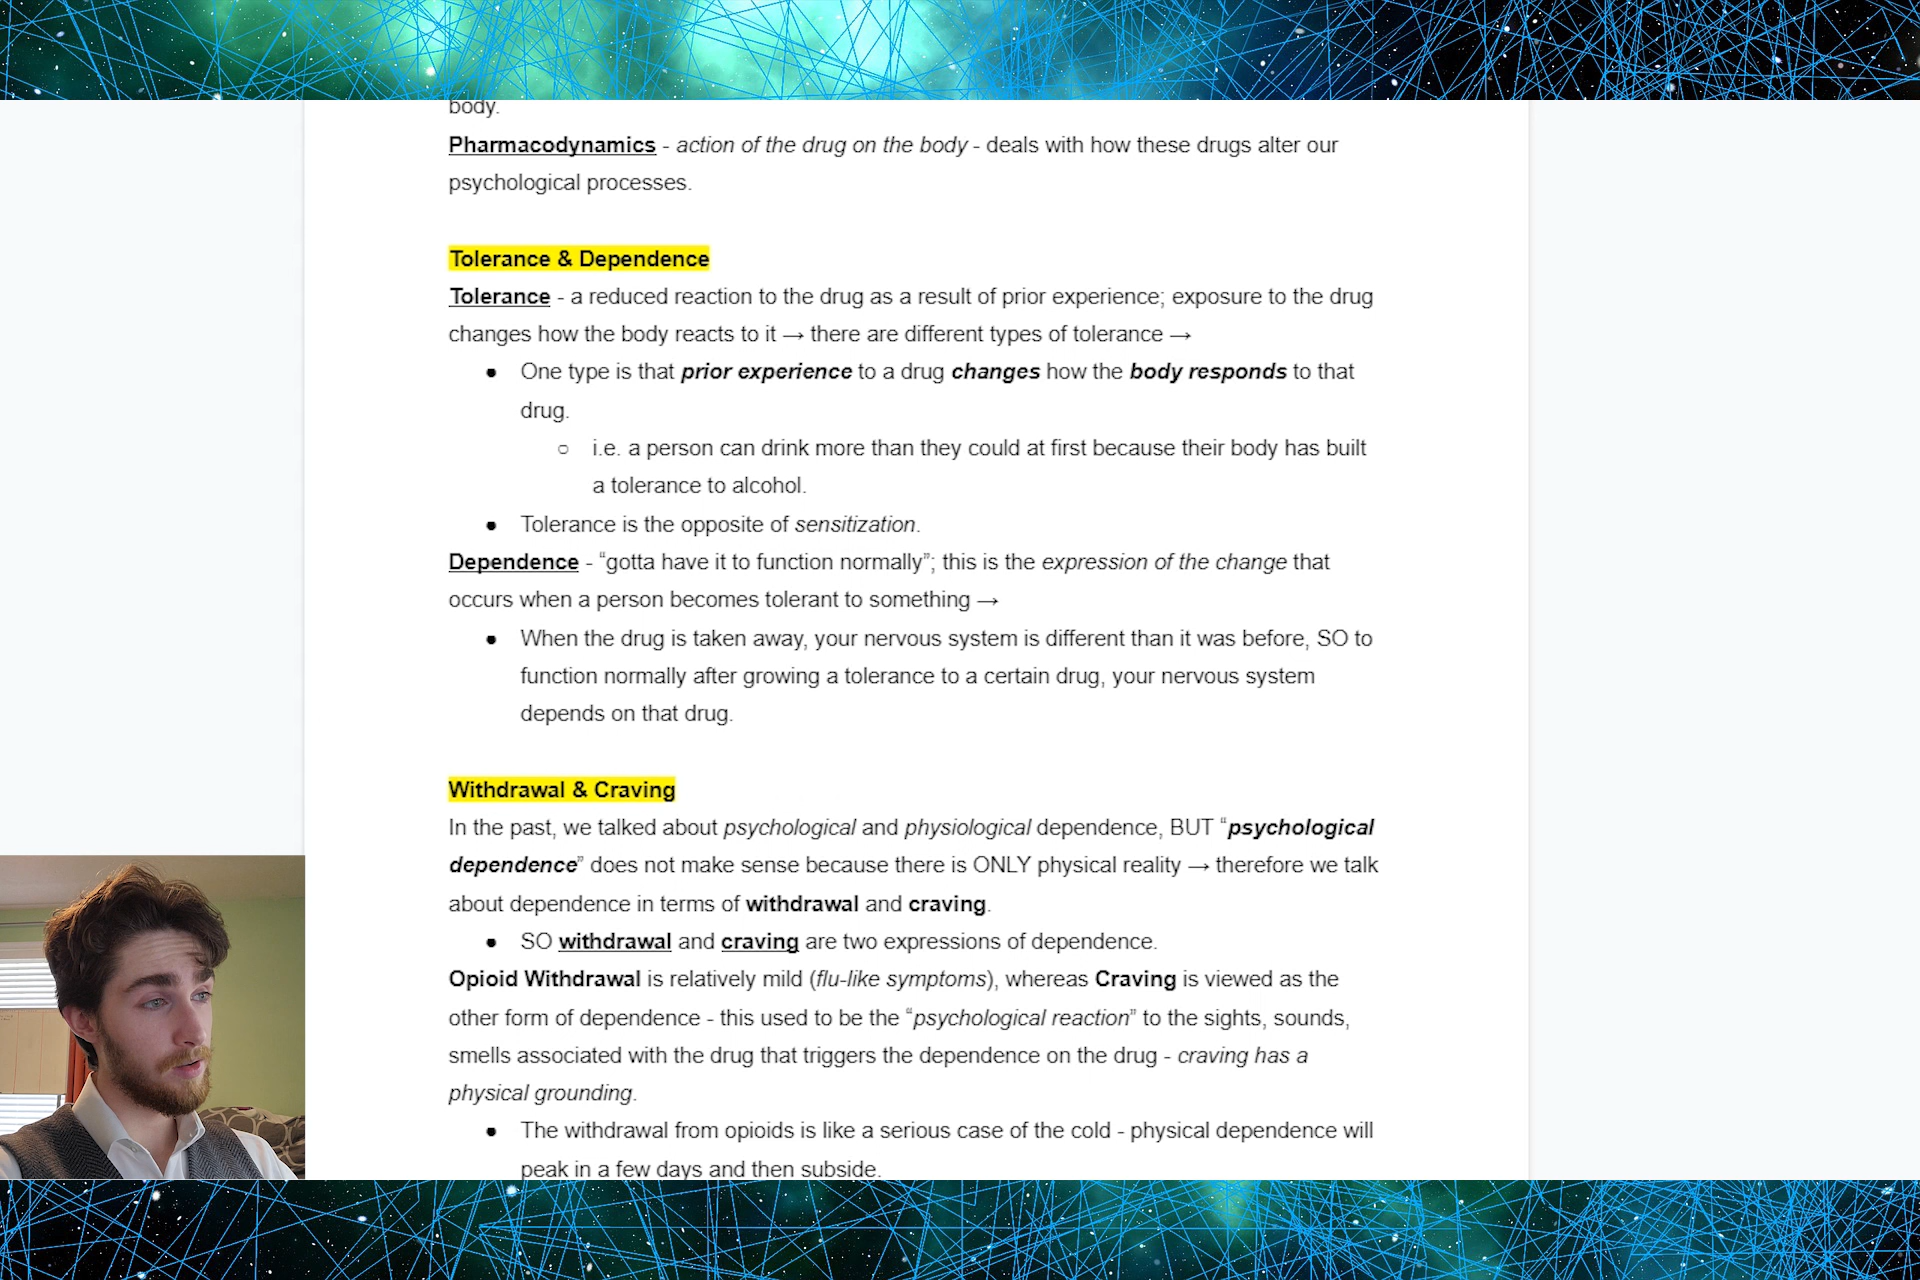 body.
Pharmacodynamics - action of the drug on the body - deals with how these drugs alter our
psychological processes.
Tolerance & Dependence
Tolerance - a reduced reaction to the drug as a result of prior experience; exposure to the drug
changes how the body reacts to it → there are different types of tolerance →
● One type is that prior experience to a drug changes how the body responds to that
drug.
○ i.e. a person can drink more than they could at first because their body has built
a tolerance to alcohol.
● Tolerance is the opposite of sensitization.
Dependence - “gotta have it to function normally”; this is the expression of the change that
occurs when a person becomes tolerant to something →
● When the drug is taken away, your nervous system is different than it was before, SO to
function normally after growing a tolerance to a certain drug, your nervous system
depends on that drug.
Withdrawal & Craving
In the past, we talked about psychological and physiological dependence, BUT “psychological
dependence” does not make sense because there is ONLY physical reality → therefore we talk
about dependence in terms of withdrawal and craving.
● SO withdrawal and craving are two expressions of dependence.
Opioid Withdrawal is relatively mild (flu-like symptoms), whereas Craving is viewed as the
other form of dependence - this used to be the “psychological reaction” to the sights, sounds,
smells associated with the drug that triggers the dependence on the drug - craving has a
physical grounding.
● The withdrawal from opioids is like a serious case of the cold - physical dependence will
peak in a few days and then subside.